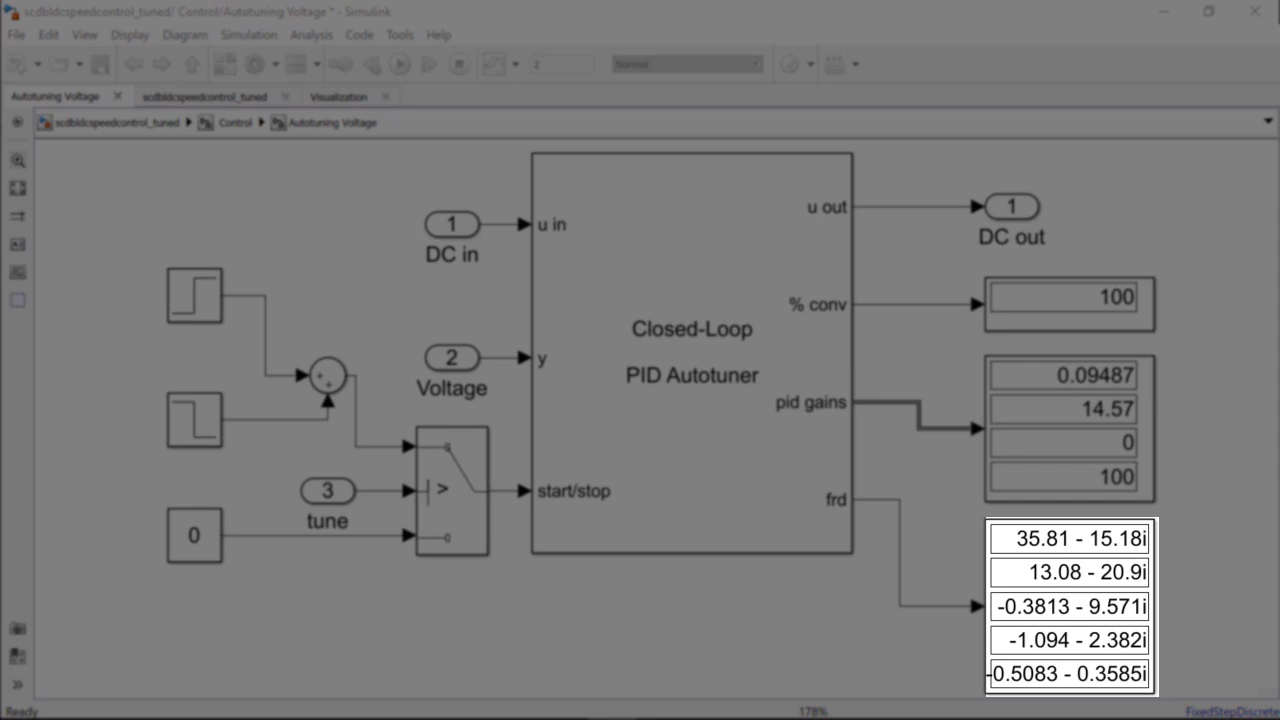 scdbldcspeedcontrol_tuned/ Control/Autotuning Voltage * - Simulink
File Edit View Display Diagram Simulation Analysis Code Tools Help
2 Normal
Autotuning Voltage scdbldcspeedcontrol_tuned Visualization
scdbldcspeedcontrol_tuned Control Autotuning Voltage
1
DC in
u in
u out
1
DC out
% conv
100
Closed-Loop
PID Autotuner
2
Voltage
y
pid gains
0.09487
14.57
0
100
3
tune
>
start/stop
frd
0
35.81 - 15.18i
13.08 - 20.9i
-0.3813 - 9.571i
-1.094 - 2.382i
-0.5083 - 0.3585i
Ready 178% FixedStepDiscrete